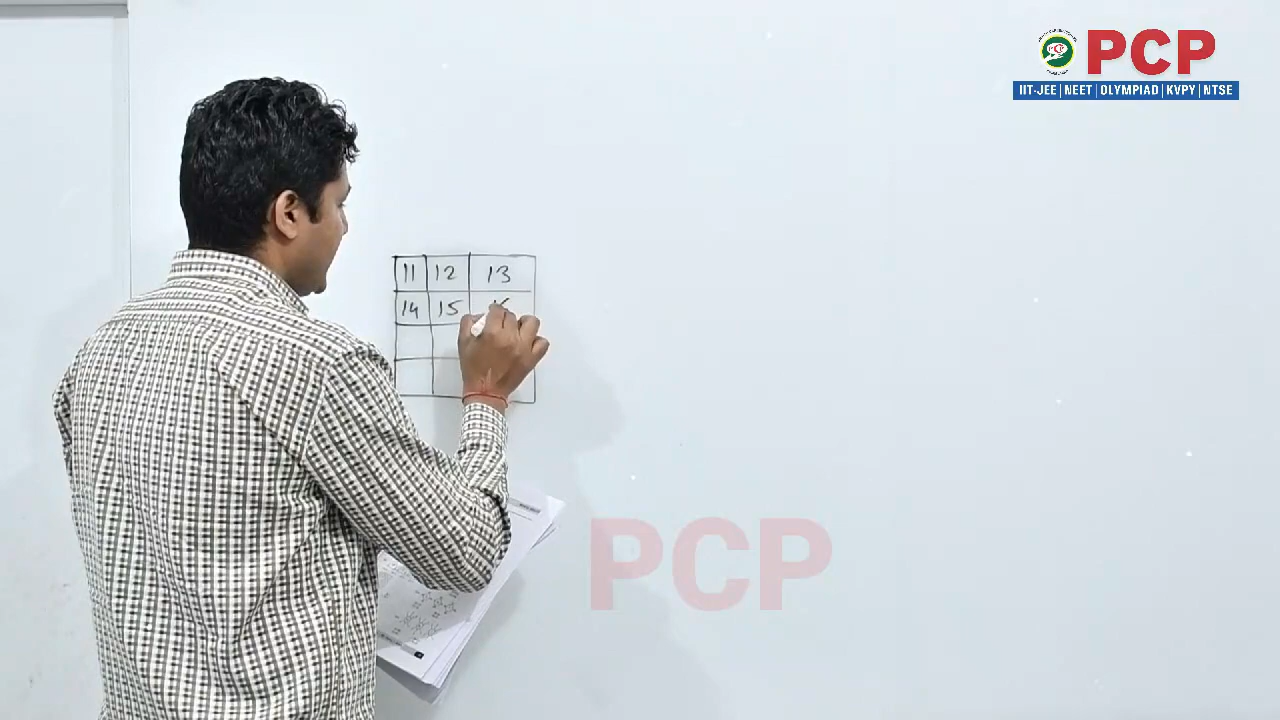 PCP
IIT-JEE | NEET | OLYMPIAD | KVPY | NTSE
11 12 13
14 15
PCP